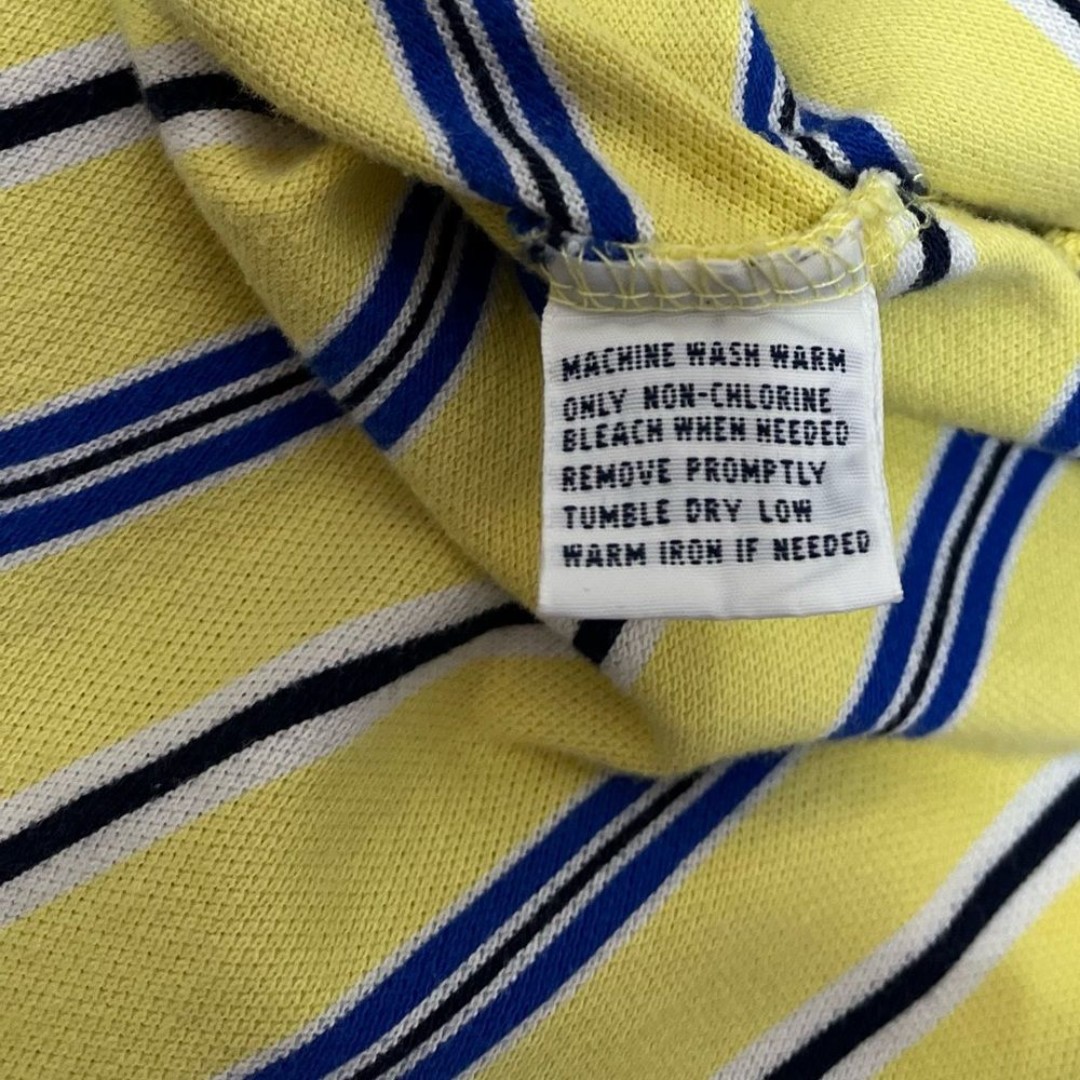 MACHINE WASH WARM
ONLY NON-CHLORINE
BLEACH WHEN NEEDED
REMOVE PROMPTLY
TUMBLE DRY LOW
WARM IRON IF NEEDED